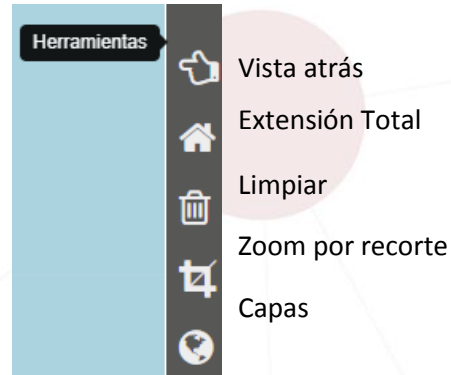 Herramientas
Vista atrás
Extensión Total
Limpiar
Zoom por recorte
Capas